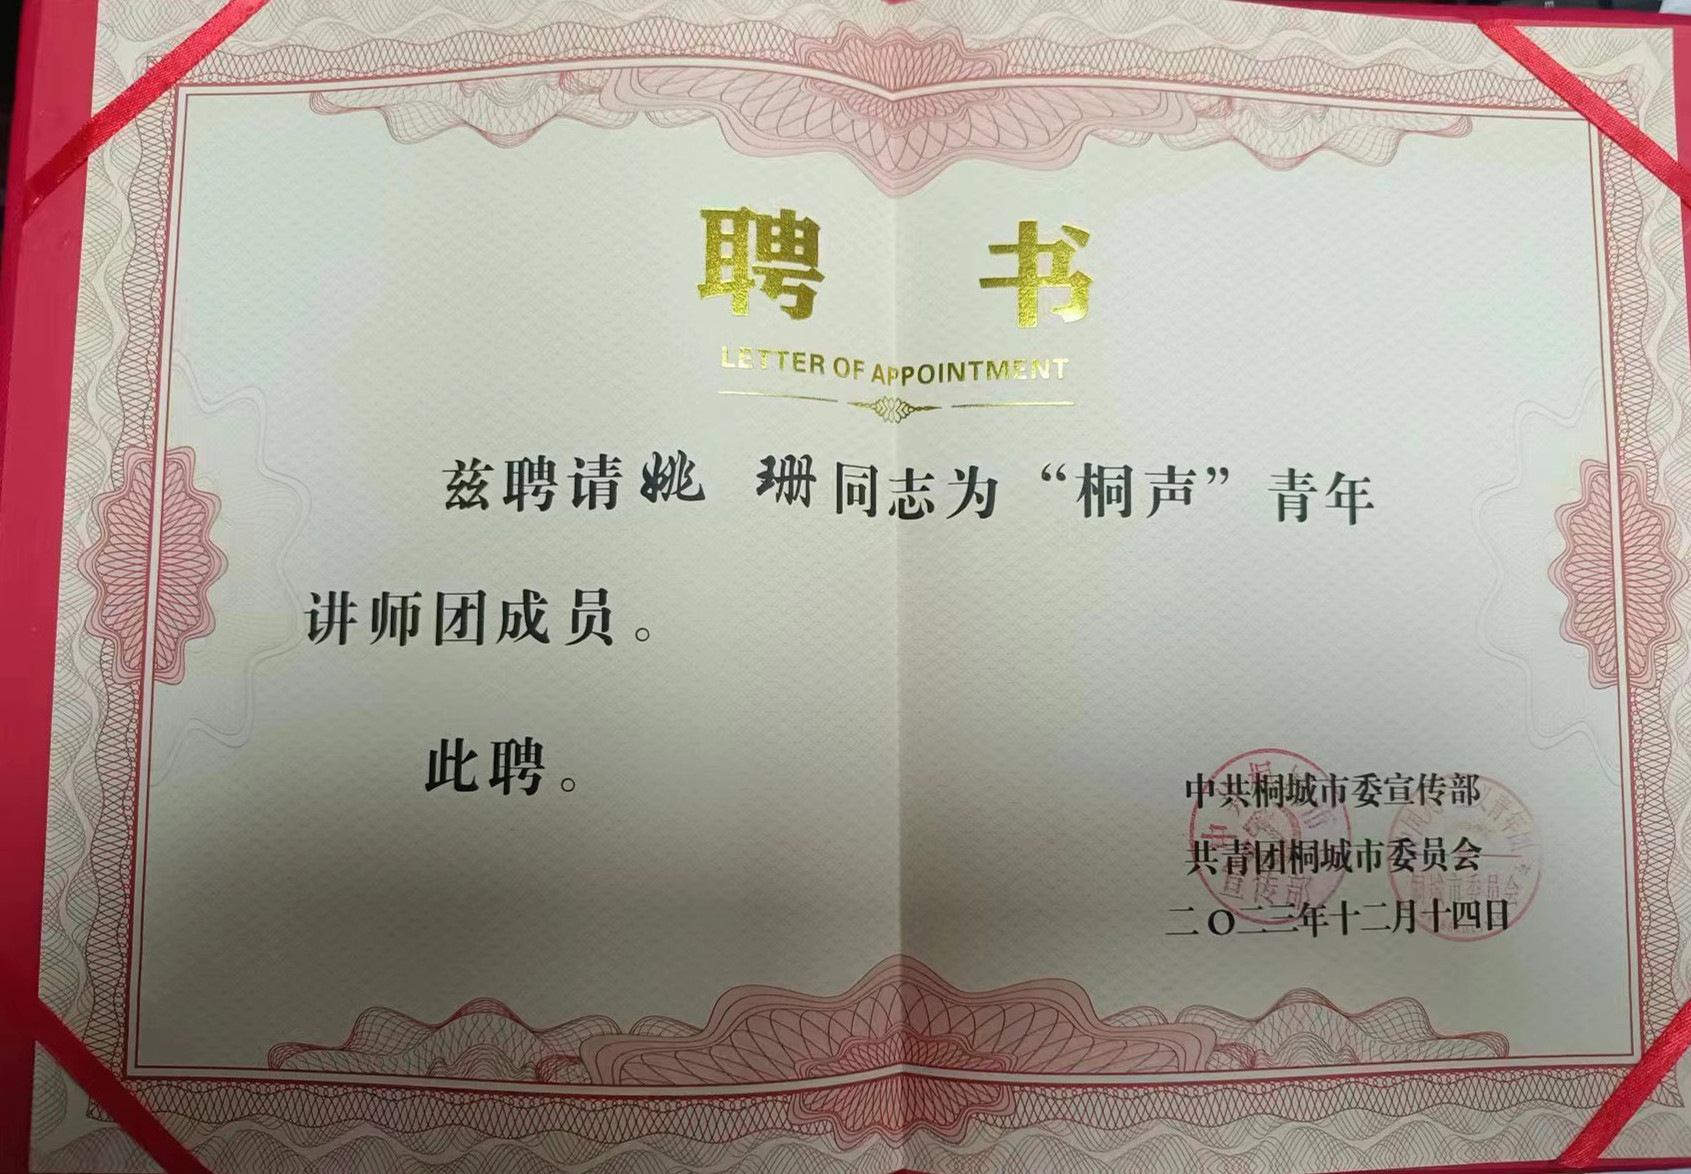 聘 书
LETTER OF APPOINTMENT
兹聘请姚 珊同志为“桐声”青年
讲师团成员。
此聘。
中共桐城市委宣传部
共青团桐城市委员会
二〇二三年十二月十四日